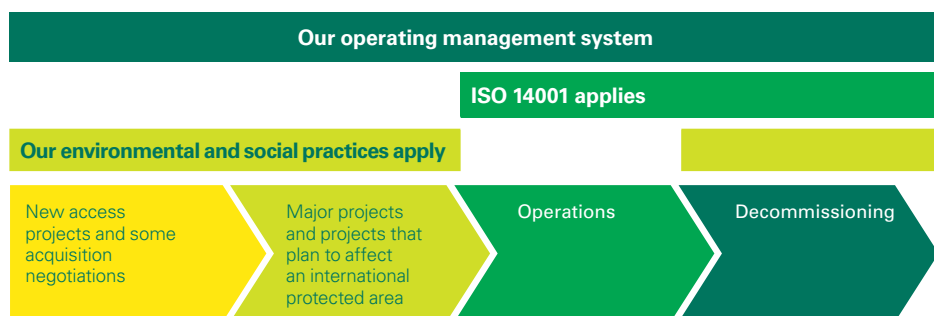 Our operating management system
ISO 14001 applies
Our environmental and social practices apply
New access
projects and some
acquisition
negotiations
Major projects
and projects that
plan to affect
an international
protected area
Operations
Decommissioning